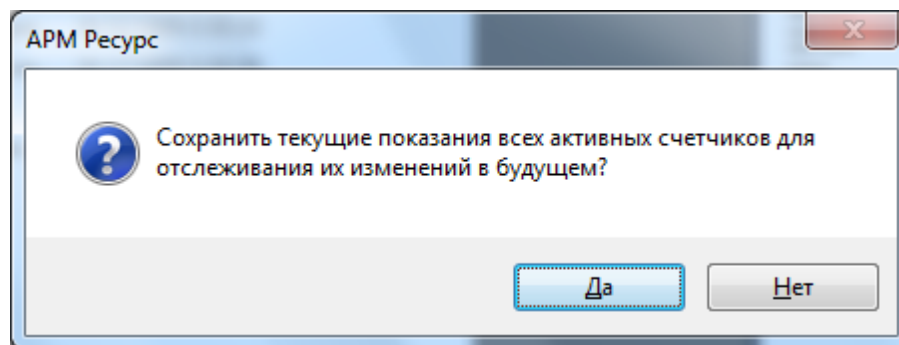 АРМ Ресурс
Сохранить текущие показания всех активных счетчиков для
отслеживания их изменений в будущем?
Да
Нет